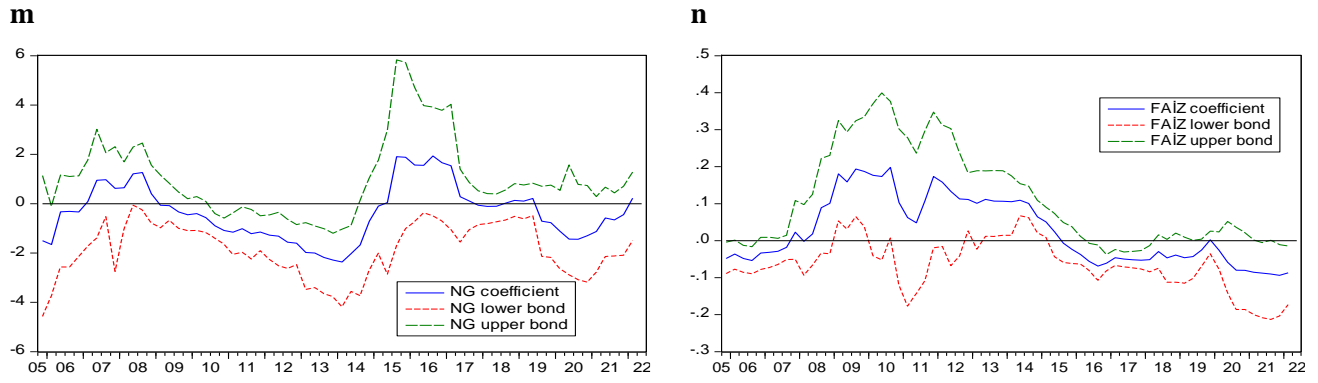 m
n
6
4
2
0
-2
-4
-6
NG coefficient
NG lower bond
NG upper bond
05 06 07 08 09 10 11 12 13 14 15 16 17 18 19 20 21 22
.5
.4
.3
.2
.1
.0
-.1
-.2
-.3
FAİZ coefficient
FAİZ lower bond
FAİZ upper bond
05 06 07 08 09 10 11 12 13 14 15 16 17 18 19 20 21 22